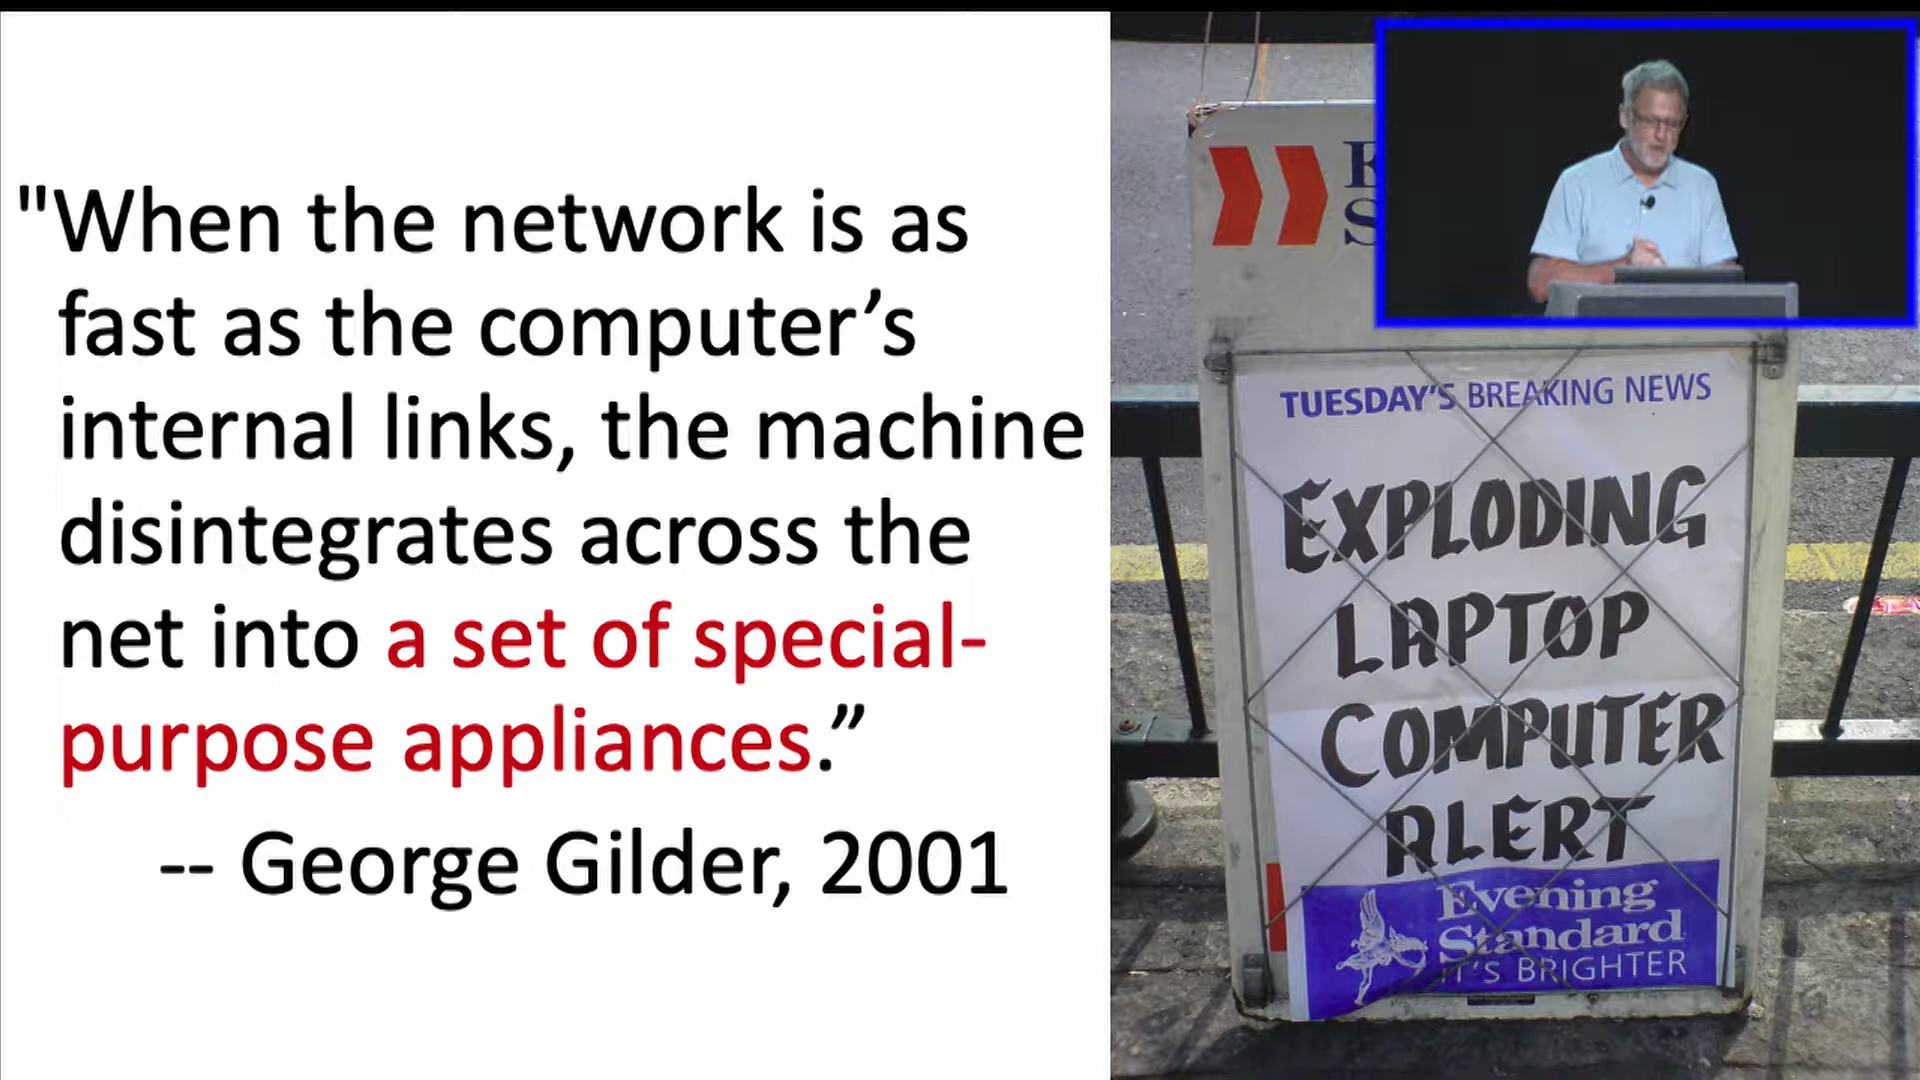 "When the network is as
fast as the computer’s
internal links, the machine
disintegrates across the
net into a set of special-
purpose appliances.”
-- George Gilder, 2001
TUESDAY'S BREAKING NEWS
EXPLODING
LAPTOP
COMPUTER
ALERT
Evening
Standard
IT'S BRIGHTER